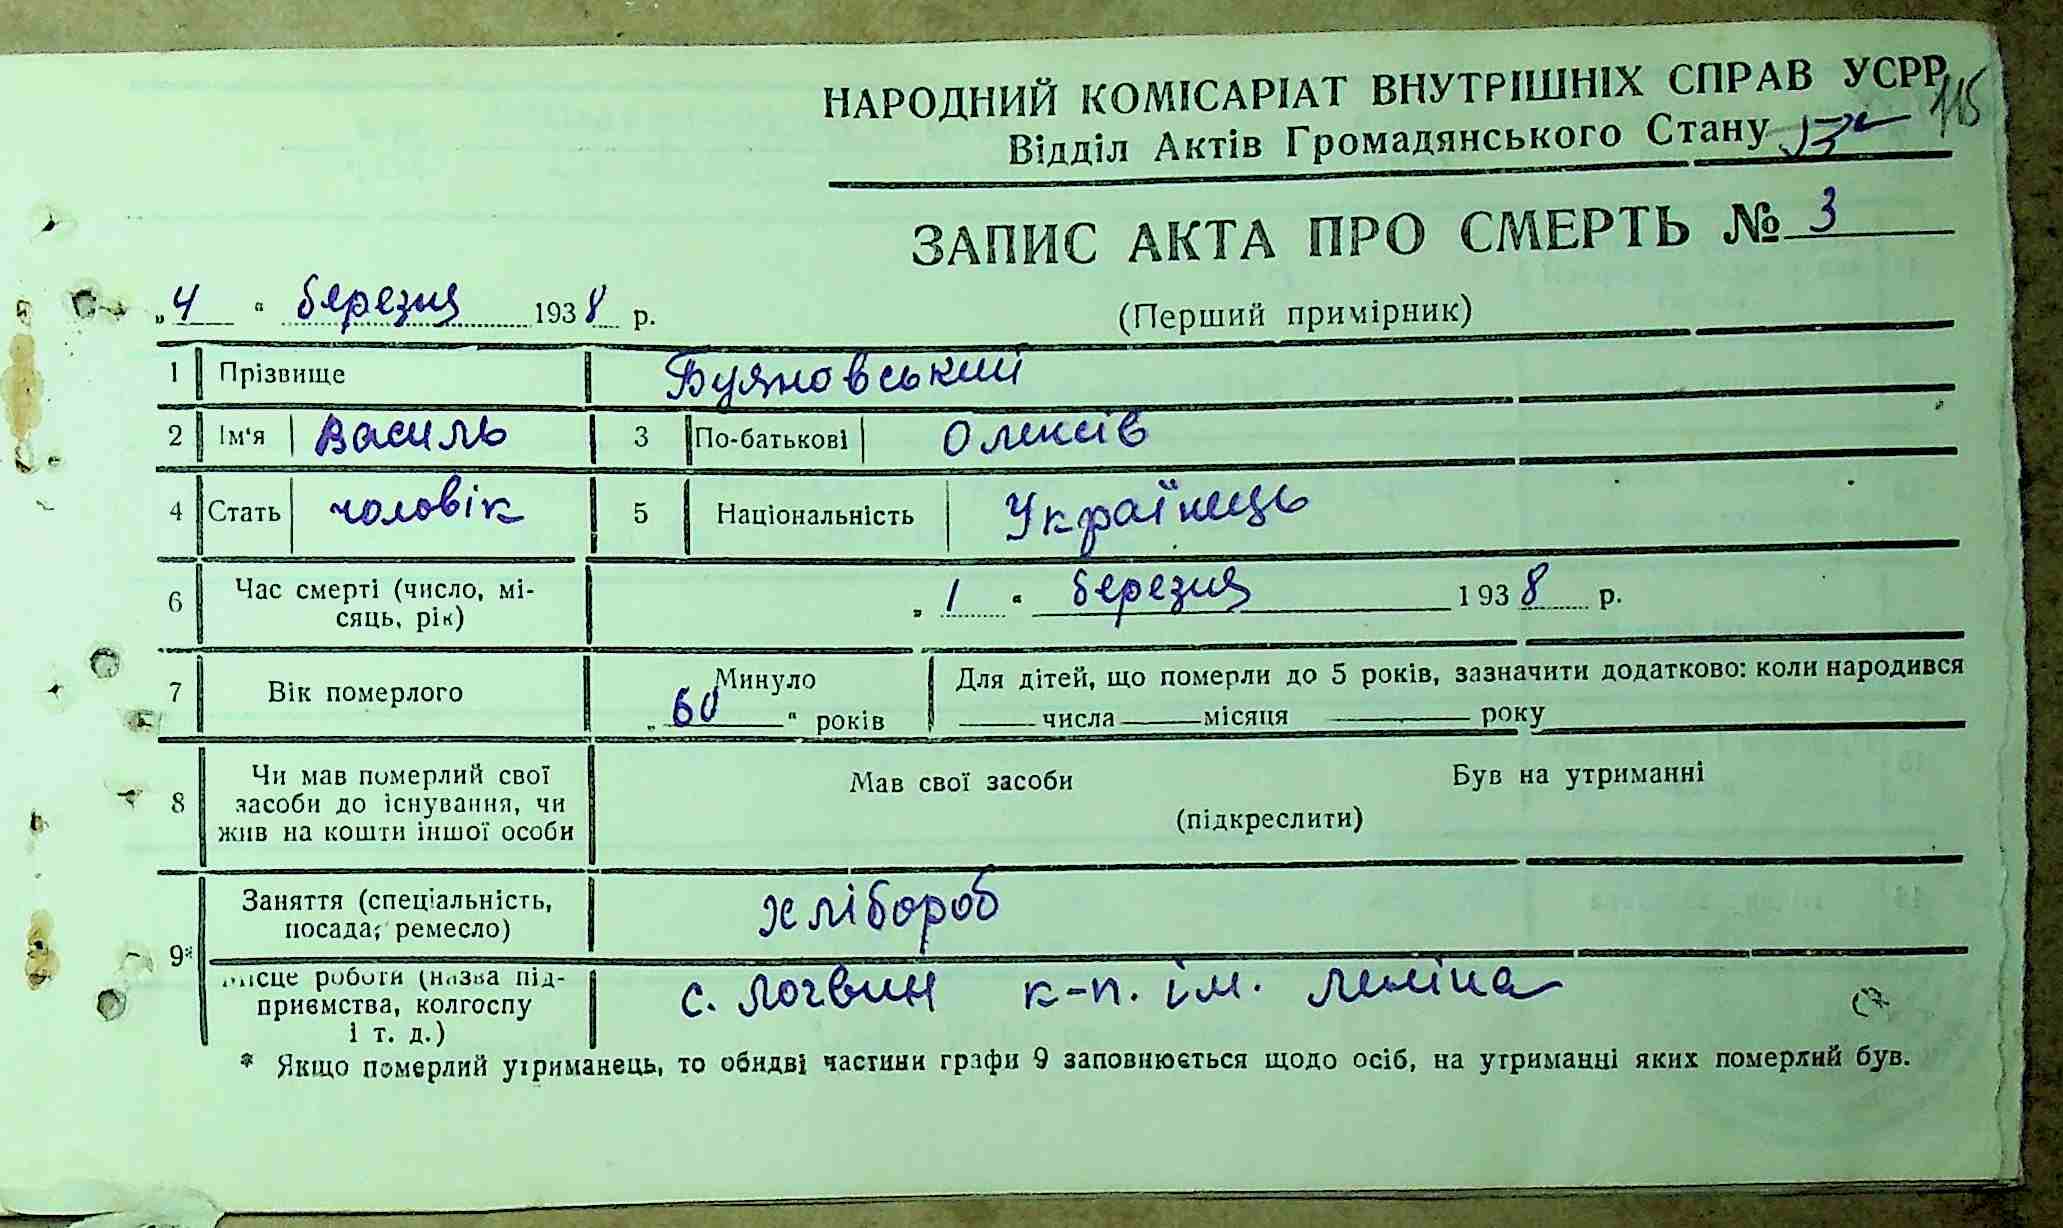 НАРОДНИЙ КОМІСАРІАТ ВНУТРІШНІХ СПРАВ УСРР
115
Відділ Актів Громадянського Стану
ЗАПИС АКТА ПРО СМЕРТЬ № 3
„4“ березня 1938 р.
(Перший примірник)
1 Прізвище Буяновський
2 Ім'я Василь 3 По-батькові Олексів
4 Стать чоловік 5 Національність Українець
6 Час смерті (число, мі-
сяць, рік) „1“ березня 1938 р.
7 Вік померлого Минуло
„60“ років
Для дітей, що померли до 5 років, зазначити додатково: коли народився
числа місяця року
8 Чи мав померлий свої
засоби до існування, чи
жив на кошти іншої особи
Мав свої засоби Був на утриманні
(підкреслити)
9* Заняття (спеціальність,
посада, ремесло) хлібороб
Місце роботи (назва під-
приємства, колгоспу
і т. д.) с. Логвин к-п. ім. Леніна
* Якщо померлий утриманець, то обидві частини графи 9 заповнюється щодо осіб, на утриманні яких померлий був.